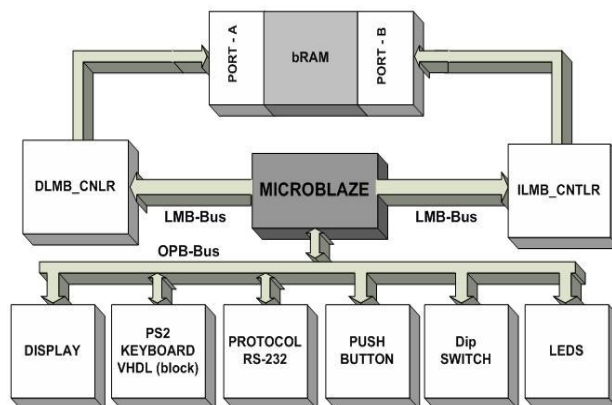 PORT - A
bRAM
PORT - B
DLMB_CNLR
MICROBLAZE
ILMB_CNTLR
LMB-Bus
LMB-Bus
OPB-Bus
DISPLAY
PS2
KEYBOARD
VHDL (block)
PROTOCOL
RS-232
PUSH
BUTTON
Dip
SWITCH
LEDS